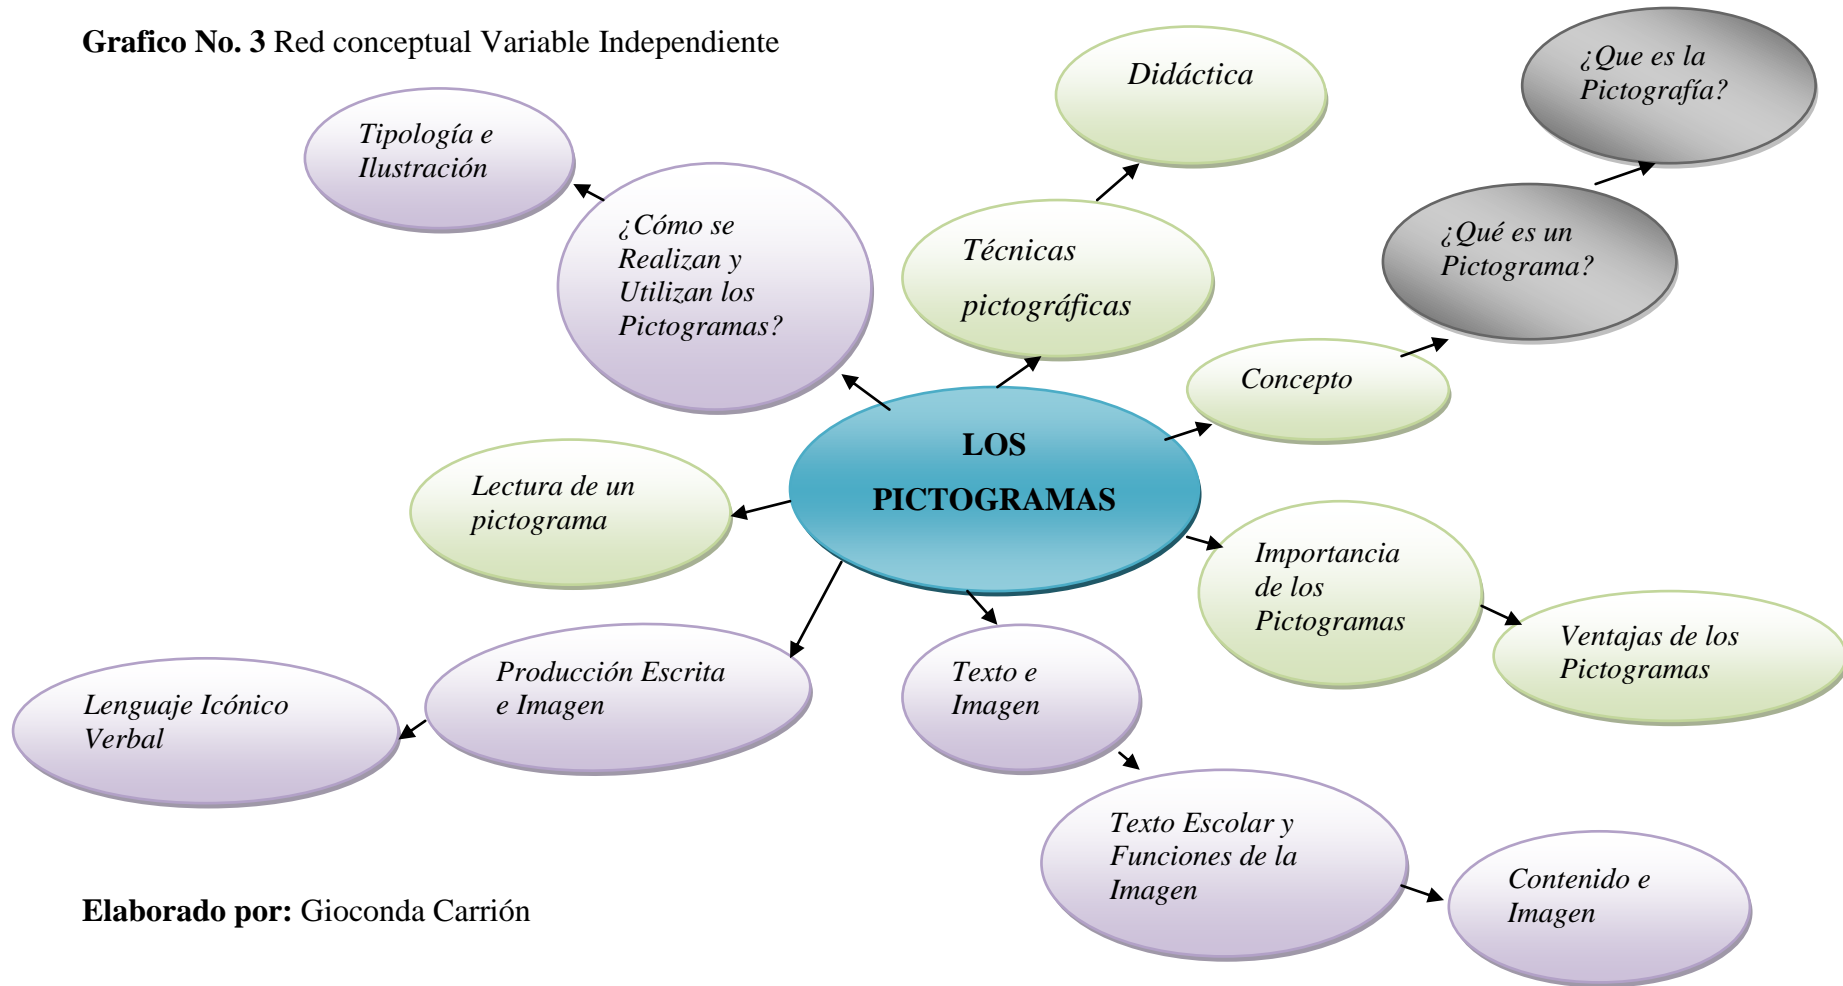 Grafico No. 3 Red conceptual Variable Independiente
¿Que es la
Pictografía?
Didáctica
Tipología e
Ilustración
¿Cómo se
Realizan y
Utilizan los
Pictogramas?
Técnicas
pictográficas
¿Qué es un
Pictograma?
Concepto
LOS
PICTOGRAMAS
Lectura de un
pictograma
Importancia
de los
Pictogramas
Ventajas de los
Pictogramas
Producción Escrita
e Imagen
Texto e
Imagen
Lenguaje Icónico
Verbal
Texto Escolar y
Funciones de la
Imagen
Contenido e
Imagen
Elaborado por: Gioconda Carrión